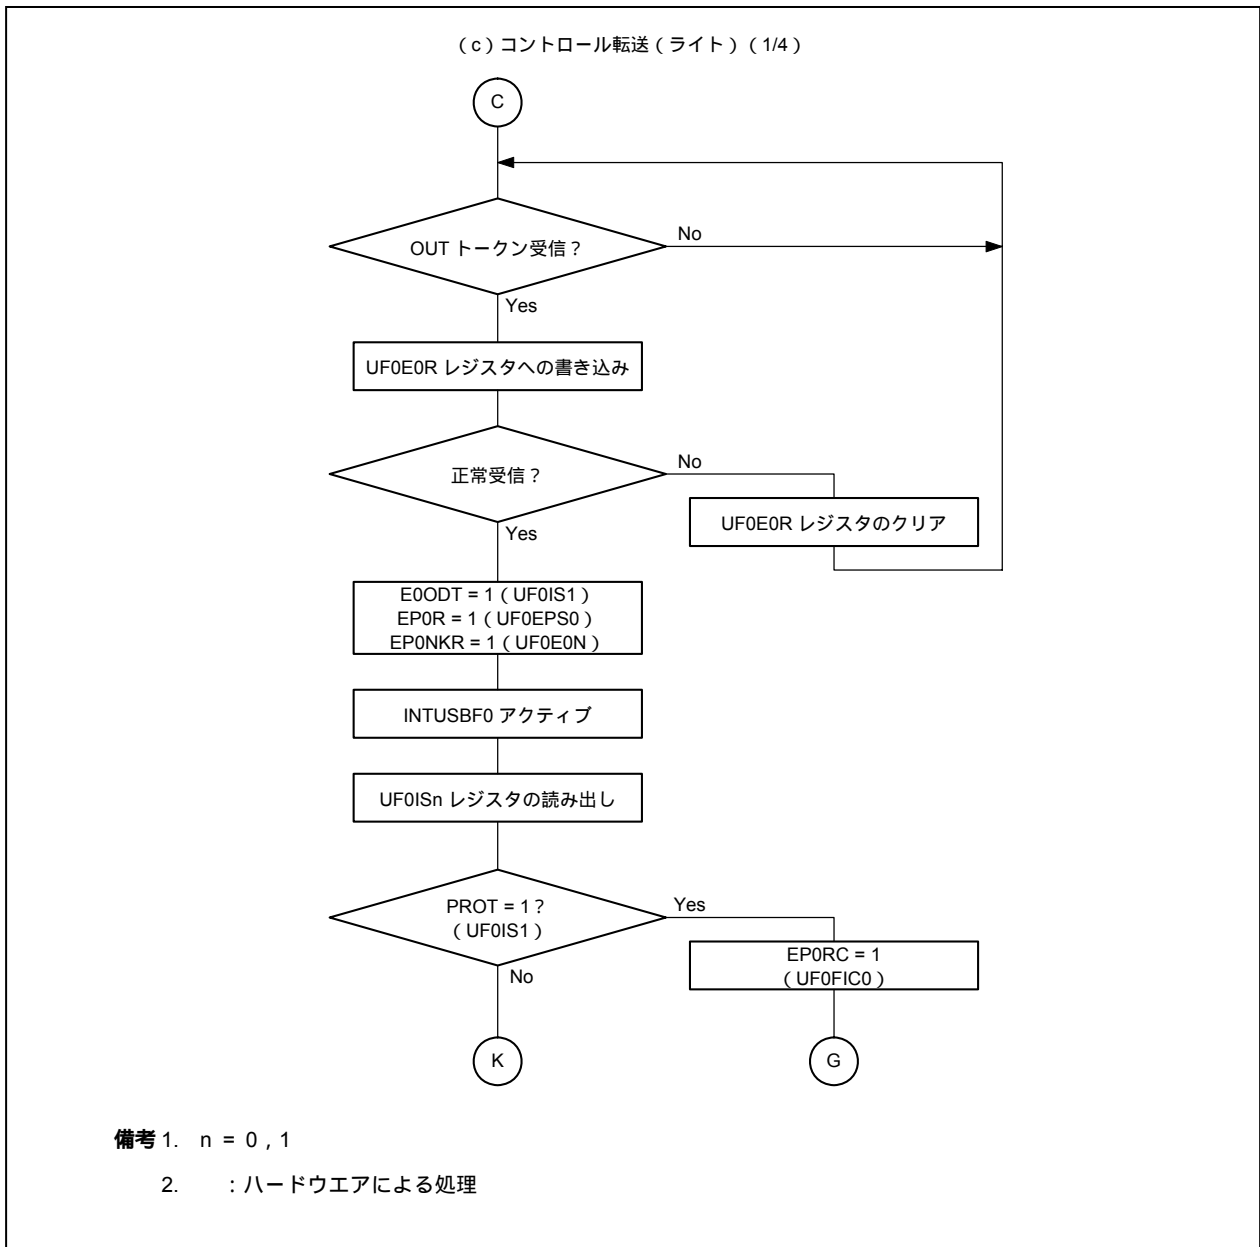 （c）コントロール転送（ライト）（1/4）
C
OUT トークン受信？
No
Yes
UF0E0R レジスタへの書き込み
正常受信？
No
UF0E0R レジスタのクリア
Yes
E0ODT = 1（UF0IS1）
EP0R = 1（UF0EPS0）
EP0NKR = 1（UF0E0N）
INTUSBF0 アクティブ
UF0ISn レジスタの読み出し
PROT = 1?
（UF0IS1）
Yes
EP0RC = 1
（UF0FIC0）
No
K
G
備考 1. n = 0，1
2. ：ハードウエアによる処理